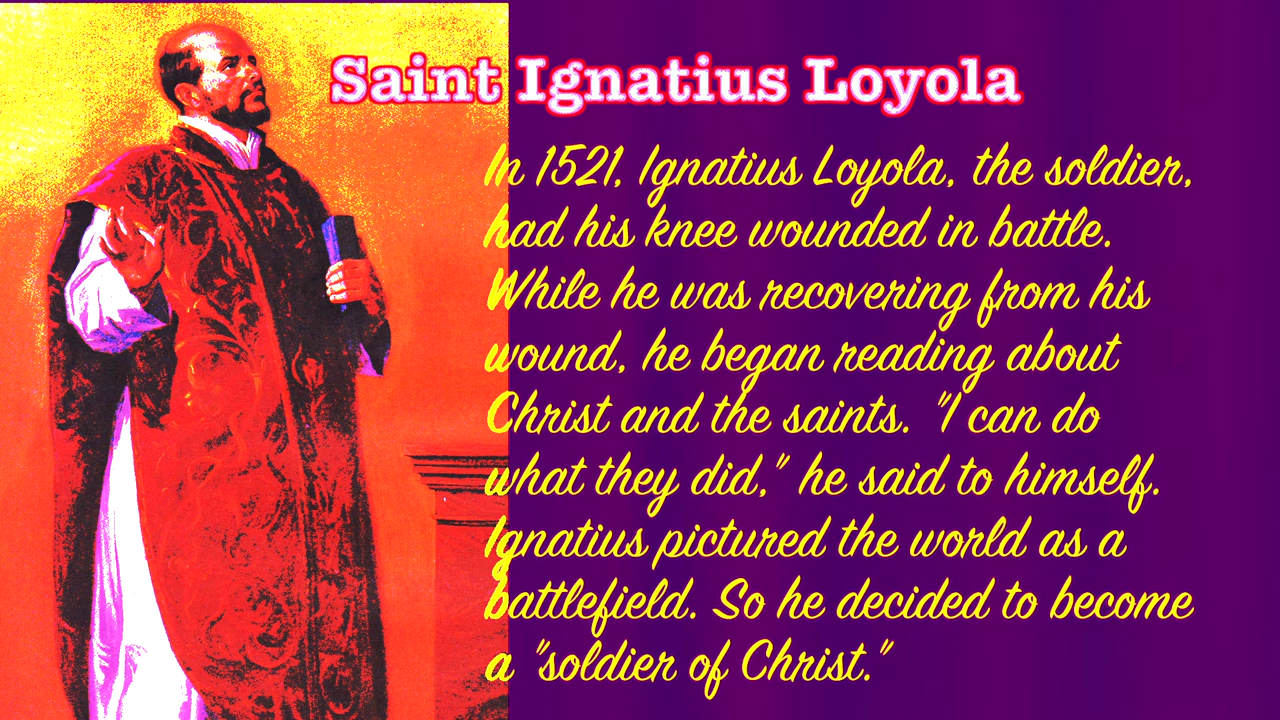 Saint Ignatius Loyola
In 1521, Ignatius Loyola, the soldier,
had his knee wounded in battle.
While he was recovering from his
wound, he began reading about
Christ and the saints. "I can do
what they did," he said to himself.
Ignatius pictured the world as a
battlefield. So he decided to become
a "soldier of Christ."